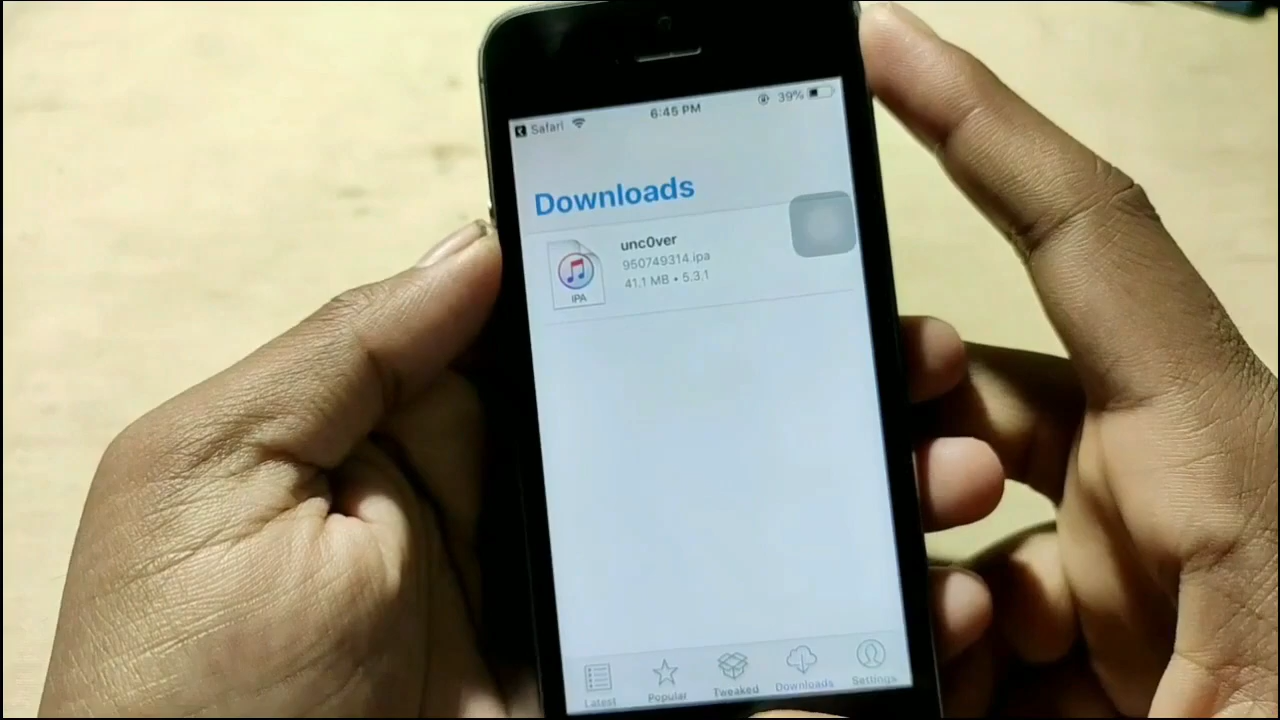 6:45 PM
Safari
39%
Downloads
unc0ver
950749314.ipa
41.1 MB • 5.3.1
IPA
Latest
Popular
Tweaked
Downloads
Settings